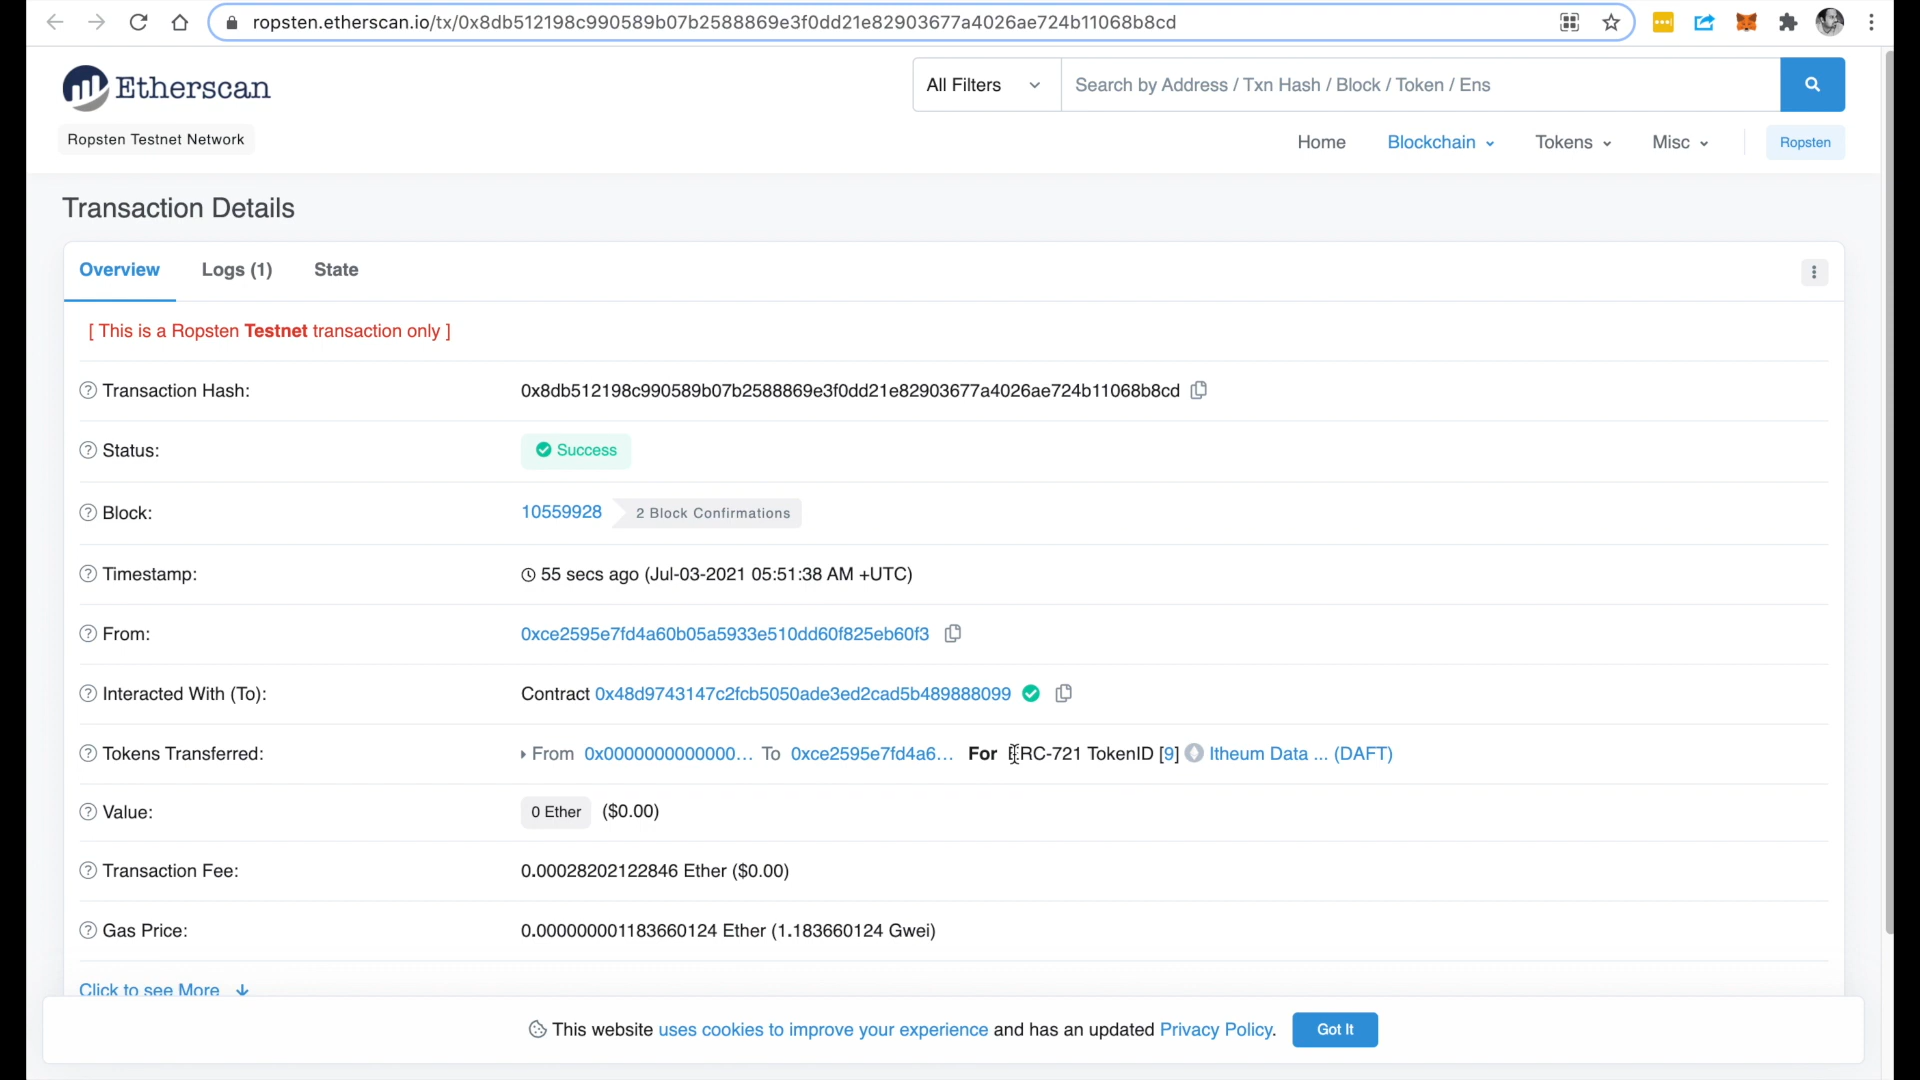 ropsten.etherscan.io/tx/0x8db512198c990589b07b2588869e3f0dd21e82903677a4026ae724b11068b8cd
Etherscan
All Filters
Search by Address / Txn Hash / Block / Token / Ens
Ropsten Testnet Network
Home Blockchain Tokens Misc Ropsten
Transaction Details
Overview Logs (1) State
[ This is a Ropsten Testnet transaction only ]
Transaction Hash: 0x8db512198c990589b07b2588869e3f0dd21e82903677a4026ae724b11068b8cd
Status: Success
Block: 10559928 2 Block Confirmations
Timestamp: 55 secs ago (Jul-03-2021 05:51:38 AM +UTC)
From: 0xce2595e7fd4a60b05a5933e510dd60f825eb60f3
Interacted With (To): Contract 0x48d9743147c2fcb5050ade3ed2cad5b489888099
Tokens Transferred: From 0x0000000000000... To 0xce2595e7fd4a6... For ERC-721 TokenID [9] Itheum Data ... (DAFT)
Value: 0 Ether ($0.00)
Transaction Fee: 0.00028202122846 Ether ($0.00)
Gas Price: 0.000000001183660124 Ether (1.183660124 Gwei)
Click to see More
This website uses cookies to improve your experience and has an updated Privacy Policy. Got It